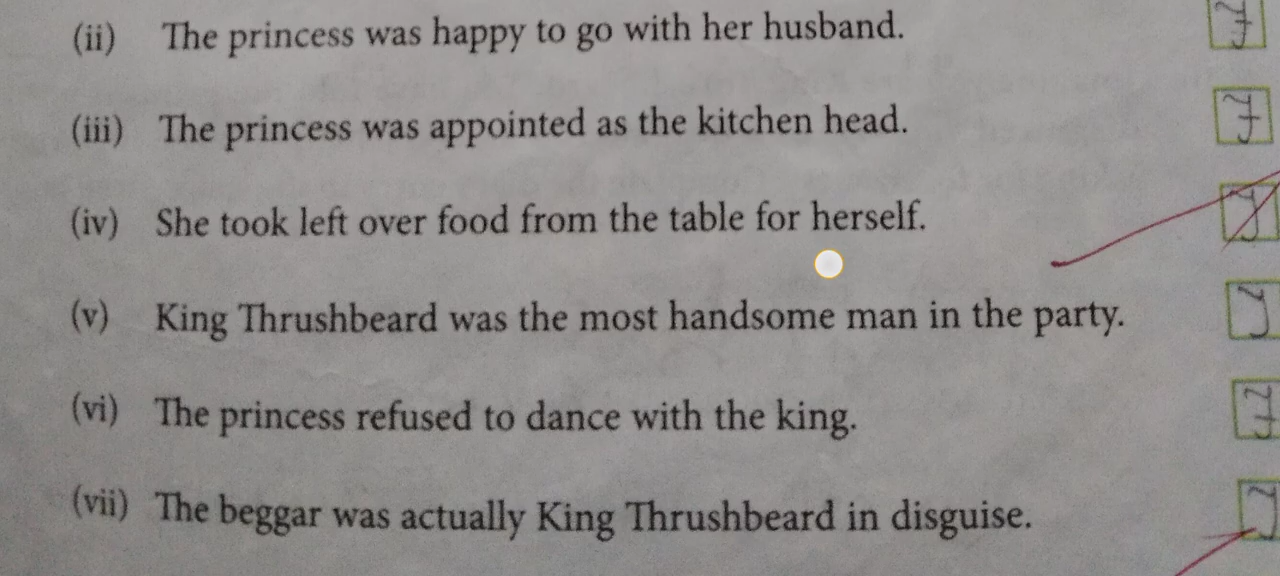 (ii) The princess was happy to go with her husband. F
(iii) The princess was appointed as the kitchen head. F
(iv) She took left over food from the table for herself.
(v) King Thrushbeard was the most handsome man in the party. T
(vi) The princess refused to dance with the king. F
(vii) The beggar was actually King Thrushbeard in disguise. T